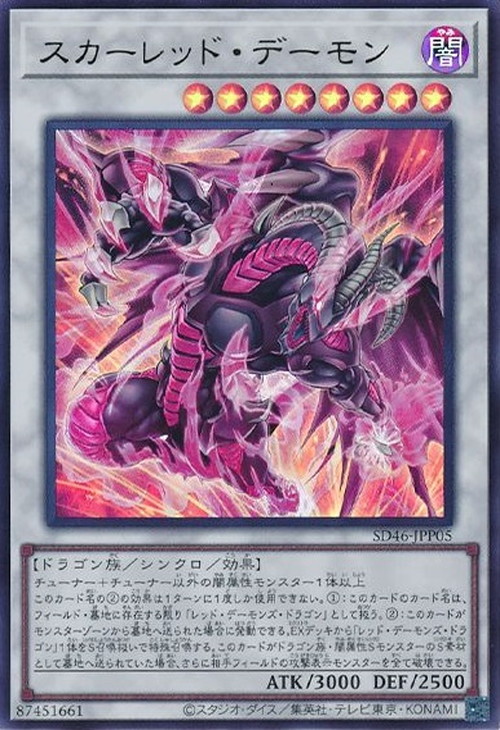 スカーレッド・デーモン
闇
SD46-JPP05
【ドラゴン族／シンクロ／効果】
チューナー＋チューナー以外の闇属性モンスター1体以上
このカード名の②の効果は1ターンに1度しか使用できない。①：このカードのカード名は、
フィールド・墓地に存在する限り「レッド・デーモンズ・ドラゴン」として扱う。②：このカードが
モンスターゾーンから墓地へ送られた場合に発動できる。EXデッキから「レッド・デーモンズ・ドラ
ゴン」1体をS召喚扱いで特殊召喚する。このカードがドラゴン族・闇属性SモンスターのS素材
として墓地へ送られていた場合、さらに相手フィールドの攻撃表示モンスターを全て破壊できる。
ATK/3000 DEF/2500
87451661 ©スタジオ・ダイス／集英社・テレビ東京・KONAMI